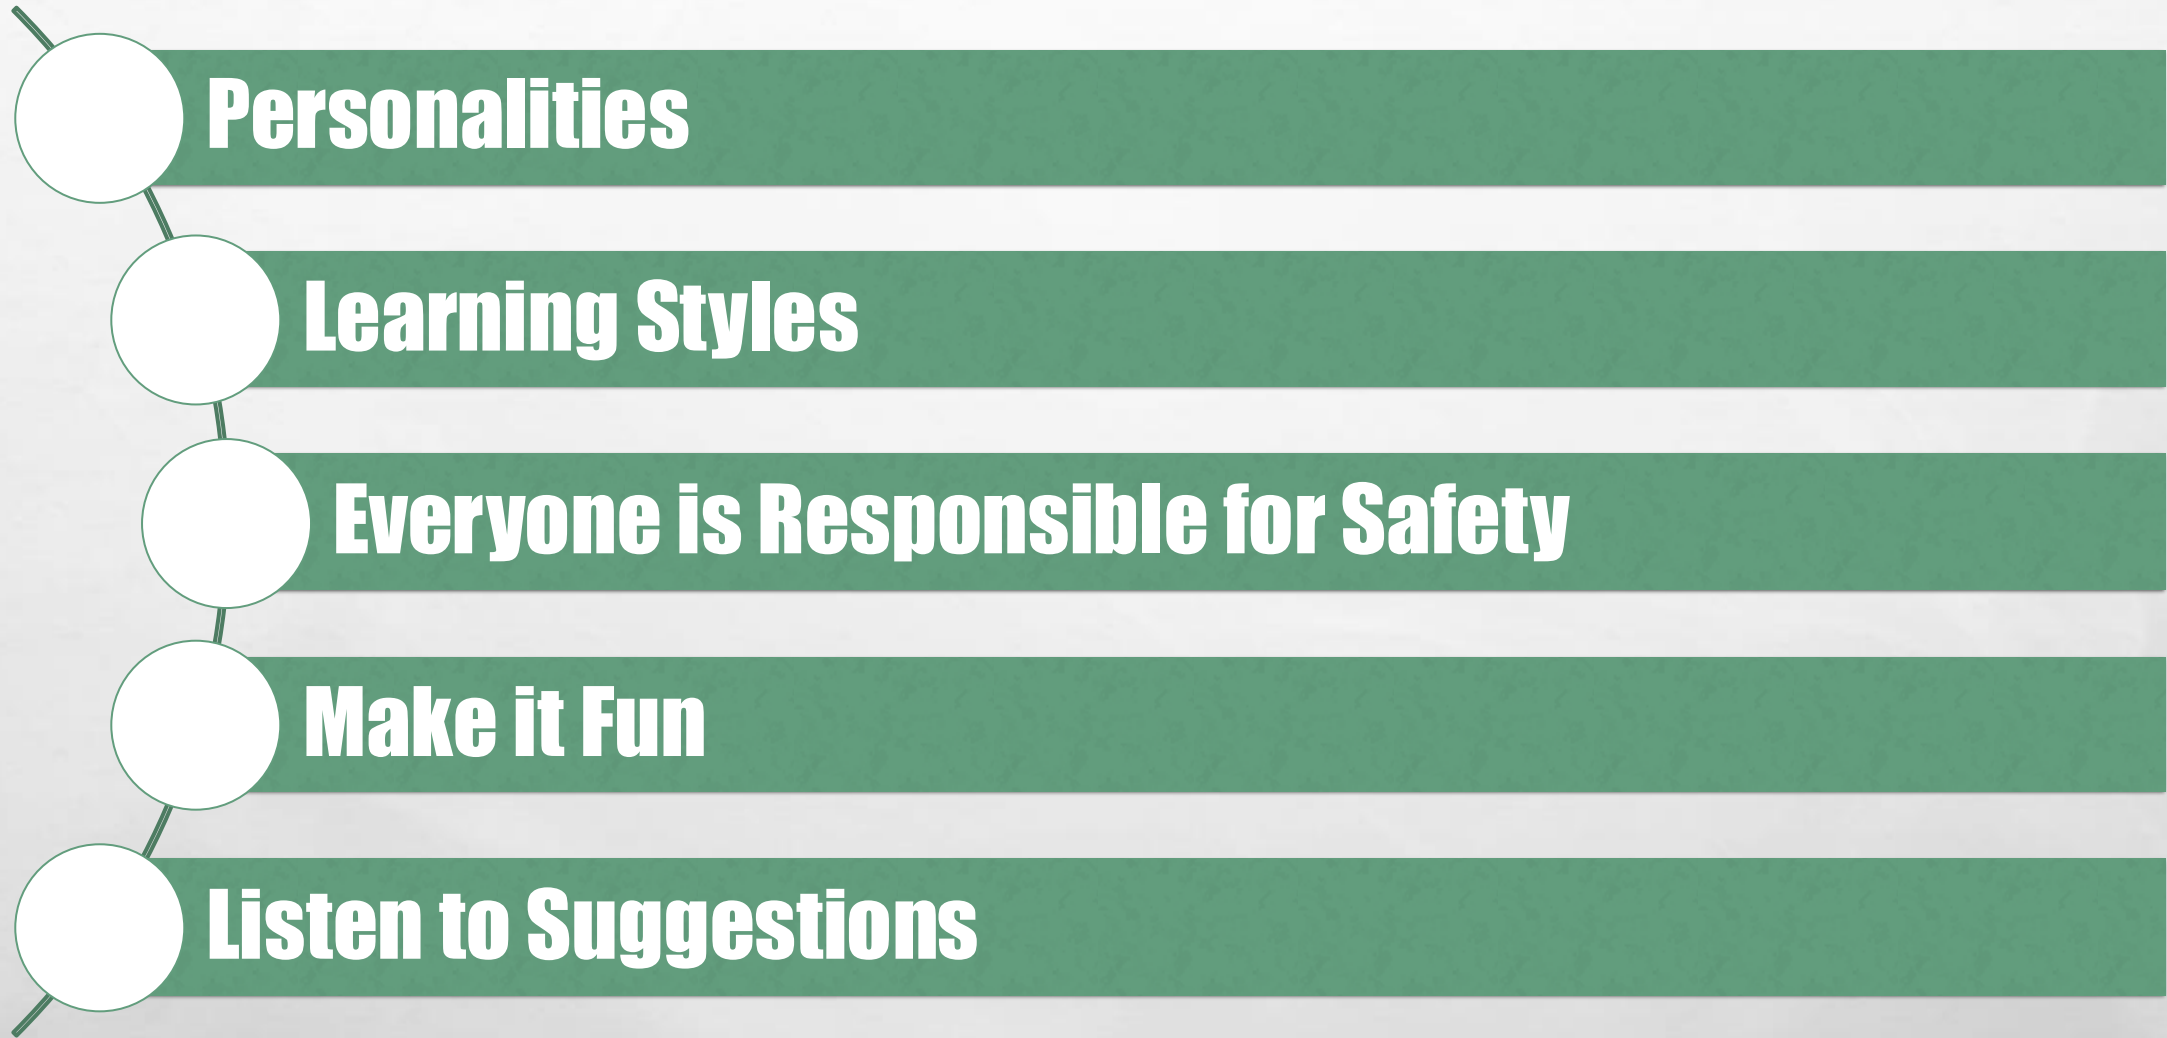 Personalities
Learning Styles
Everyone is Responsible for Safety
Make it Fun
Listen to Suggestions